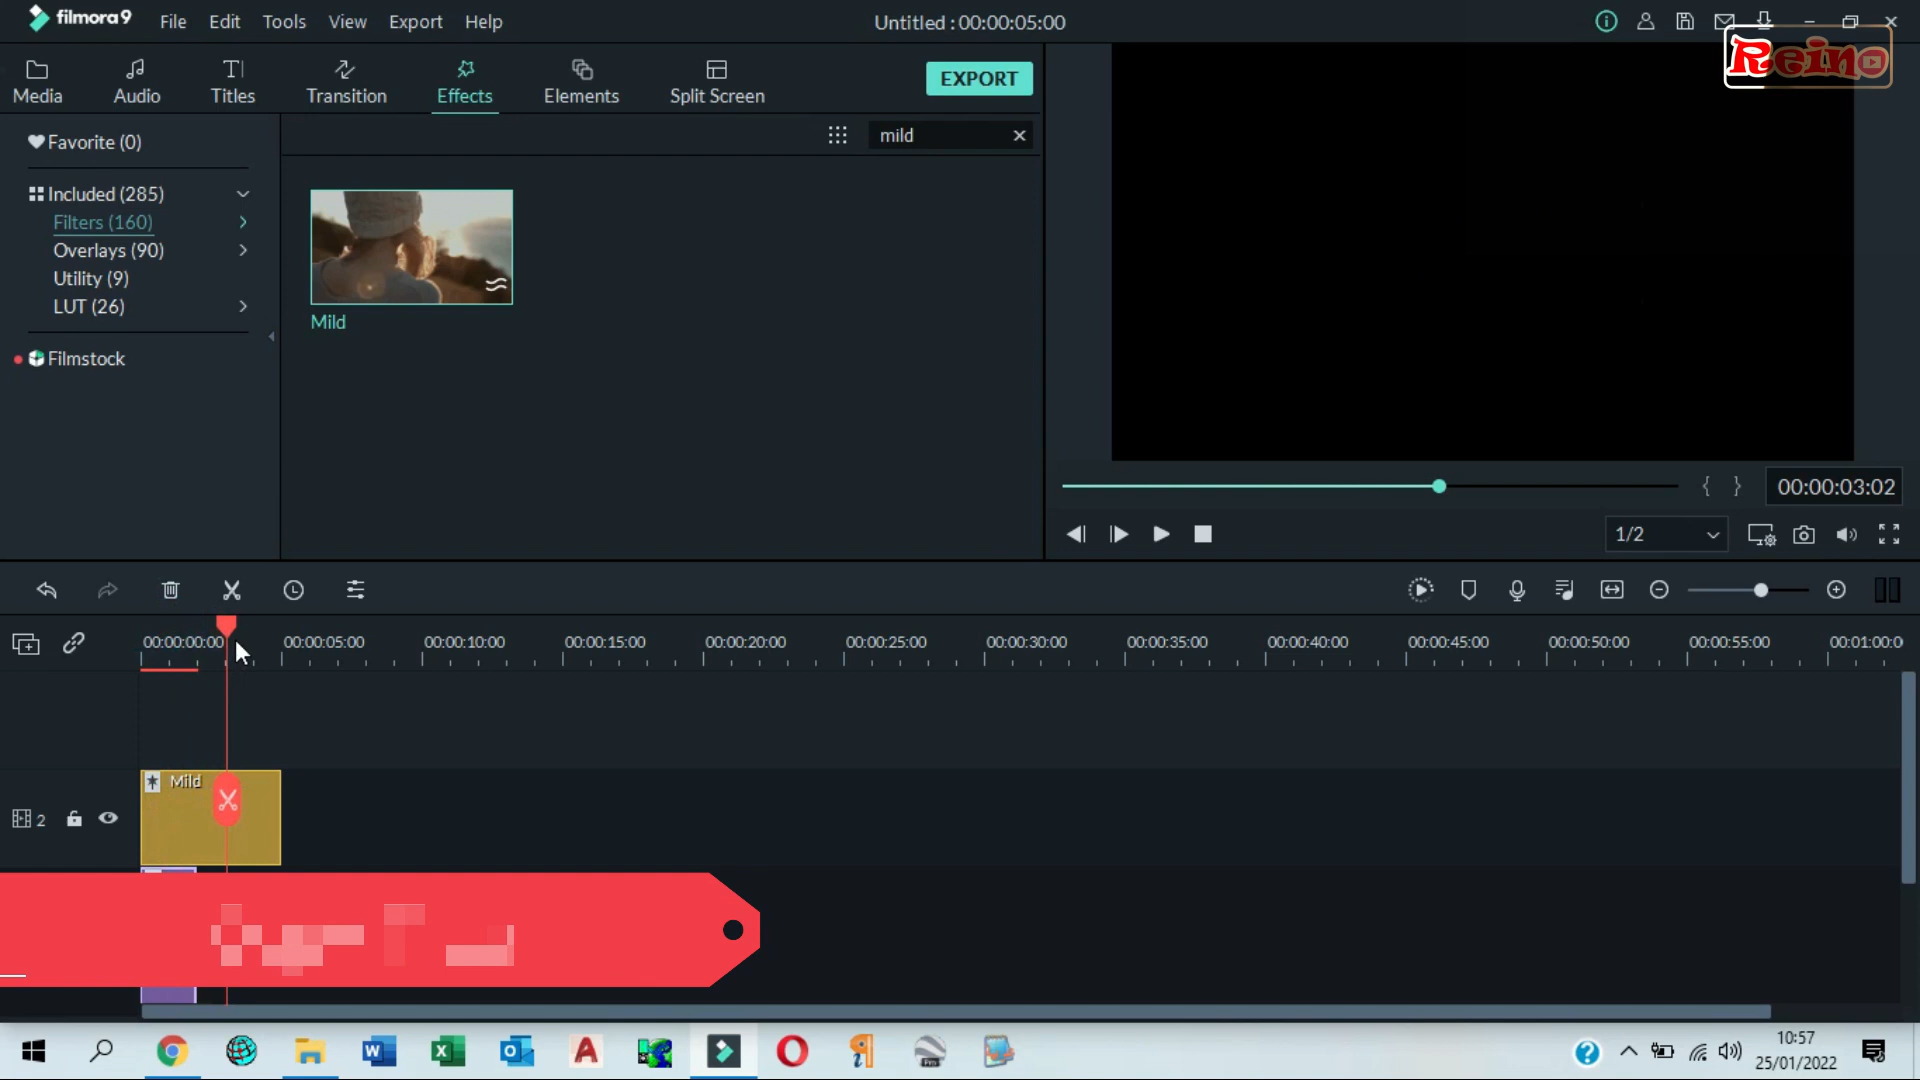 filmora9 File Edit Tools View Export Help
Untitled : 00:00:05:00
Reino
Media Audio Titles Transition Effects Elements Split Screen
EXPORT
mild
Favorite (0)
Included (285)
Filters (160)
Overlays (90)
Utility (9)
LUT (26)
Filmstock
Mild
00:00:03:02
1/2
00:00:00:00 00:00:05:00 00:00:10:00 00:00:15:00 00:00:20:00 00:00:25:00 00:00:30:00 00:00:35:00 00:00:40:00 00:00:45:00 00:00:50:00 00:00:55:00 00:01:00:0
Mild
2
10:57
25/01/2022